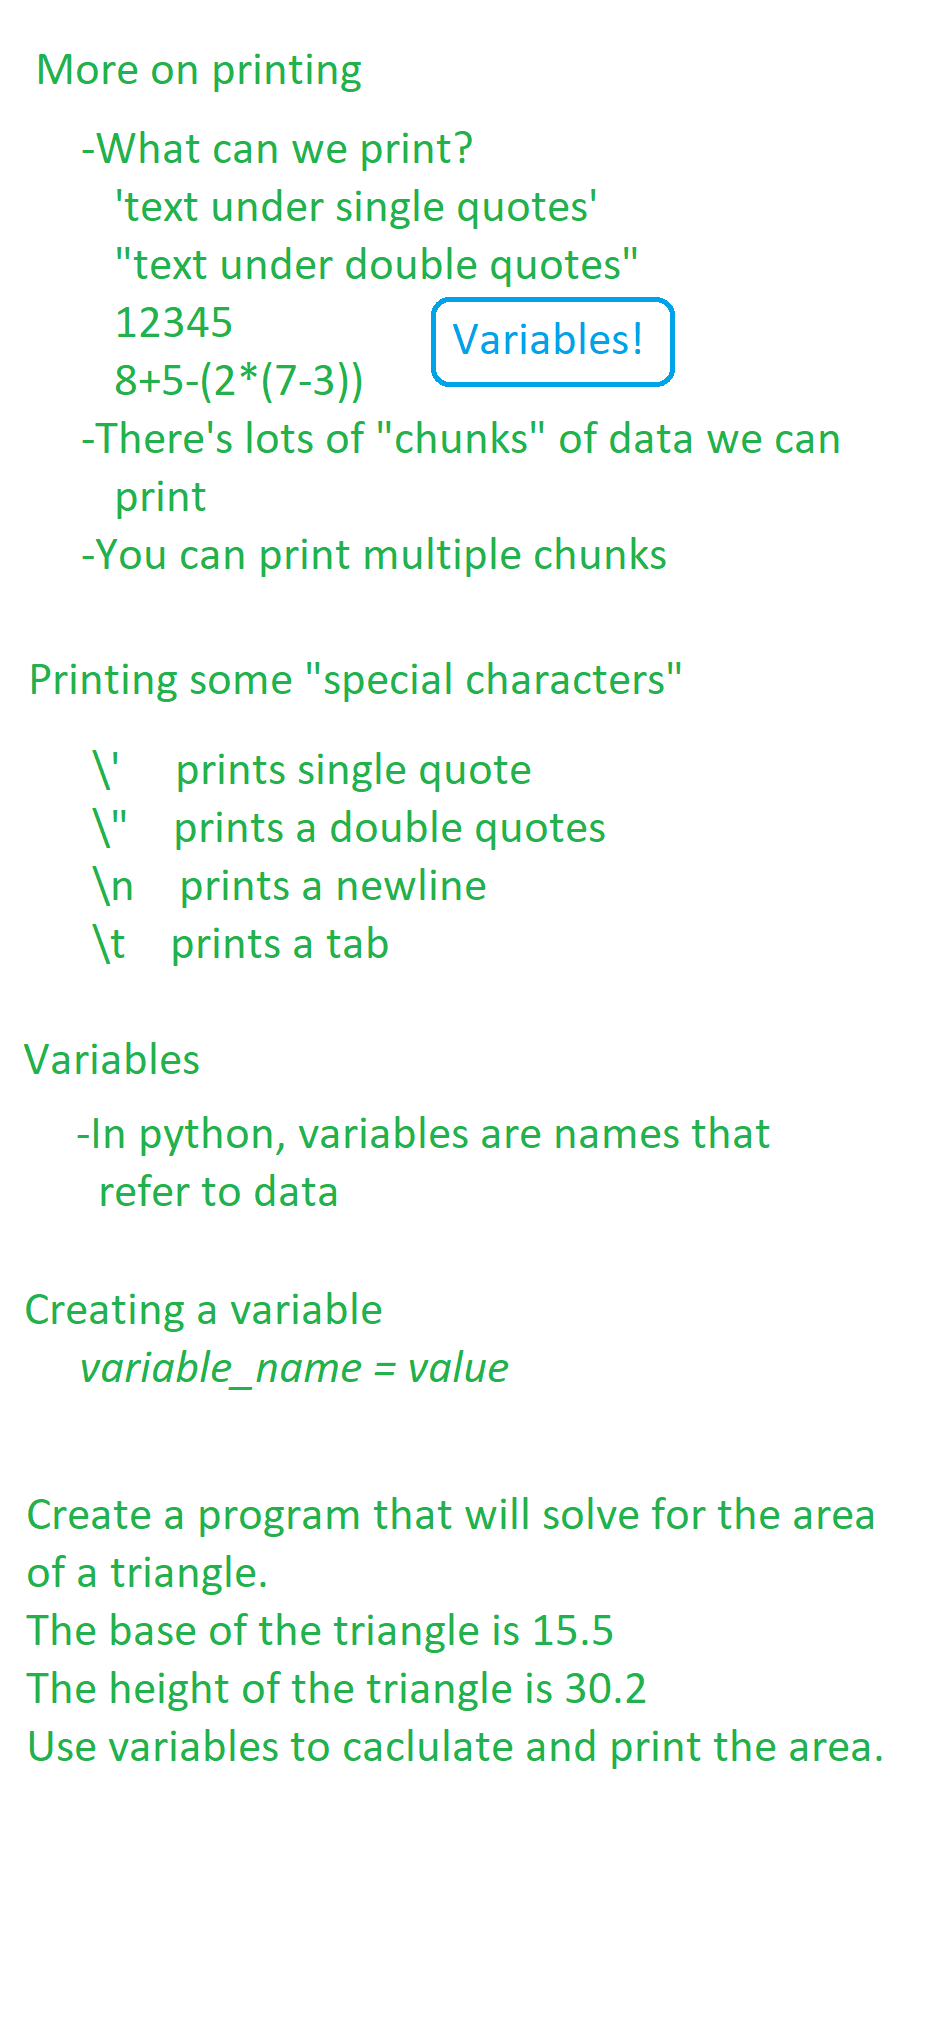 More on printing
-What can we print?
'text under single quotes'
"text under double quotes"
12345
Variables!
8+5-(2*(7-3))
-There's lots of "chunks" of data we can
print
-You can print multiple chunks
Printing some "special characters"
\' prints single quote
\" prints a double quotes
\n prints a newline
\t prints a tab
Variables
-In python, variables are names that
refer to data
Creating a variable
variable_name = value
Create a program that will solve for the area
of a triangle.
The base of the triangle is 15.5
The height of the triangle is 30.2
Use variables to caclulate and print the area.